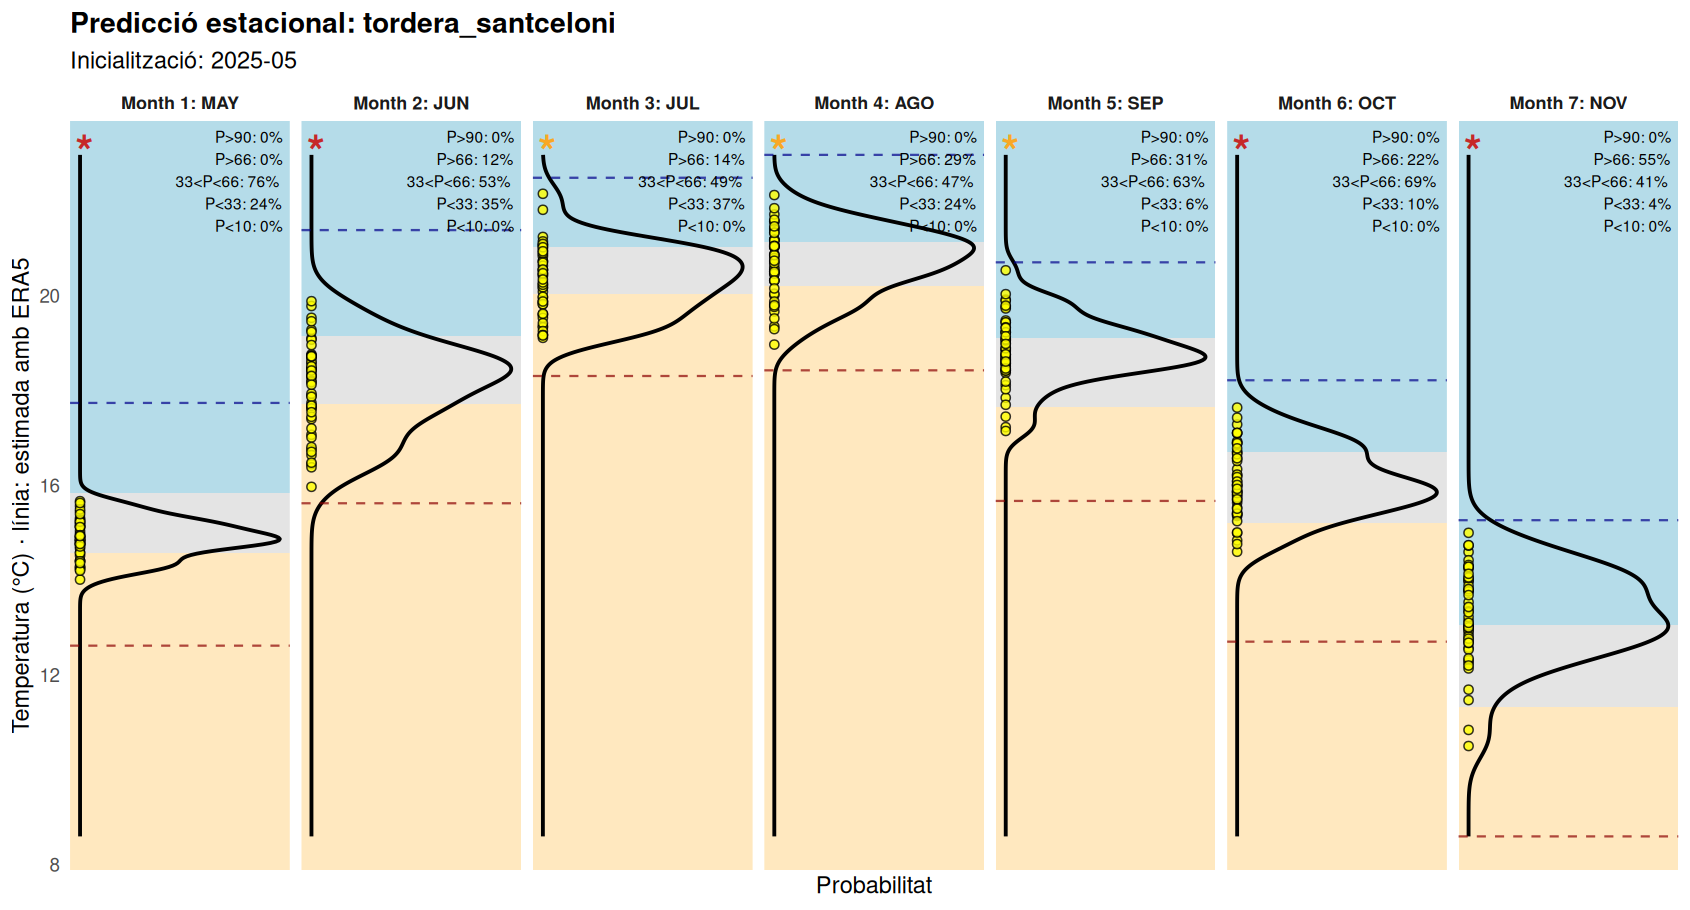 Predicció estacional: tordera_santceloni
Inicialització: 2025-05
Month 1: MAY
Month 2: JUN
Month 3: JUL
Month 4: AGO
Month 5: SEP
Month 6: OCT
Month 7: NOV
*
P>90: 0%
P>66: 0%
33<P<66: 76%
P<33: 24%
P<10: 0%
*
P>90: 0%
P>66: 12%
33<P<66: 53%
P<33: 35%
P<10: 0%
*
P>90: 0%
P>66: 14%
33<P<66: 49%
P<33: 37%
P<10: 0%
*
P>90: 0%
P>66: 29%
33<P<66: 47%
P<33: 24%
P<10: 0%
*
P>90: 0%
P>66: 31%
33<P<66: 63%
P<33: 6%
P<10: 0%
*
P>90: 0%
P>66: 22%
33<P<66: 69%
P<33: 10%
P<10: 0%
*
P>90: 0%
P>66: 55%
33<P<66: 41%
P<33: 4%
P<10: 0%
Temperatura (°C) · línia: estimada amb ERA5
20
16
12
8
Probabilitat